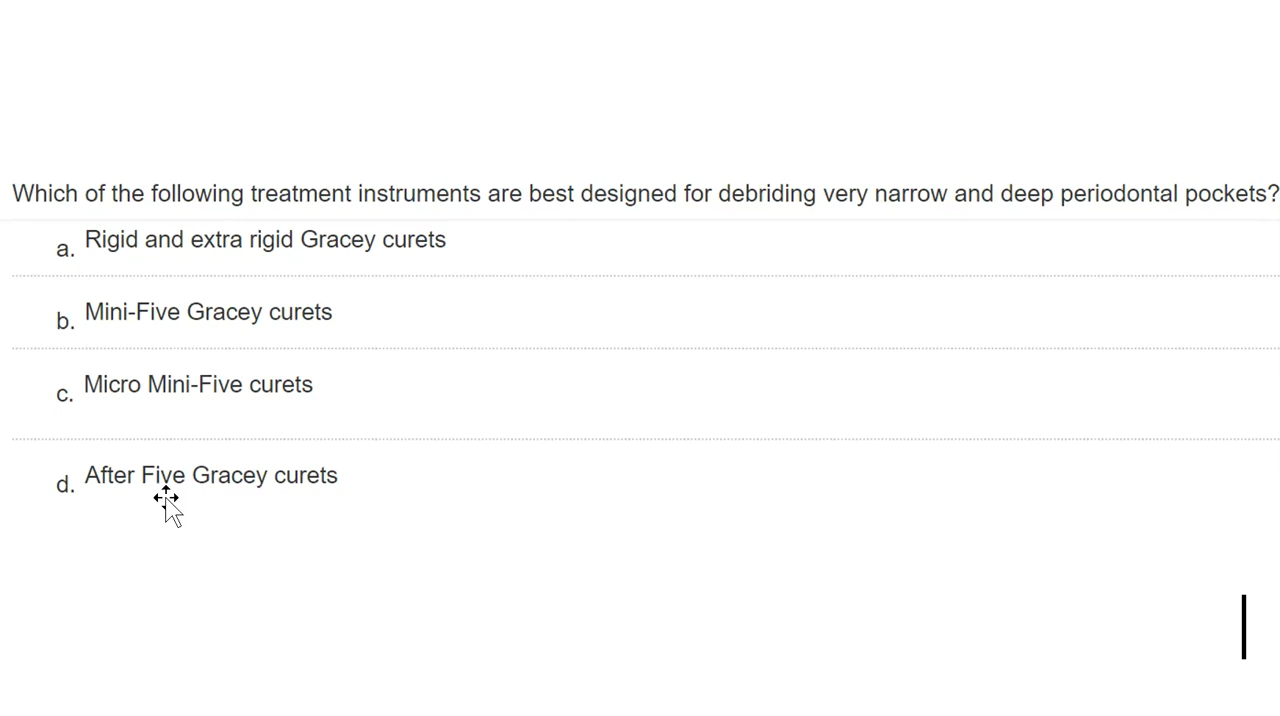 Which of the following treatment instruments are best designed for debriding very narrow and deep periodontal pockets?
a. Rigid and extra rigid Gracey curets
b. Mini-Five Gracey curets
c. Micro Mini-Five curets
d. After Five Gracey curets